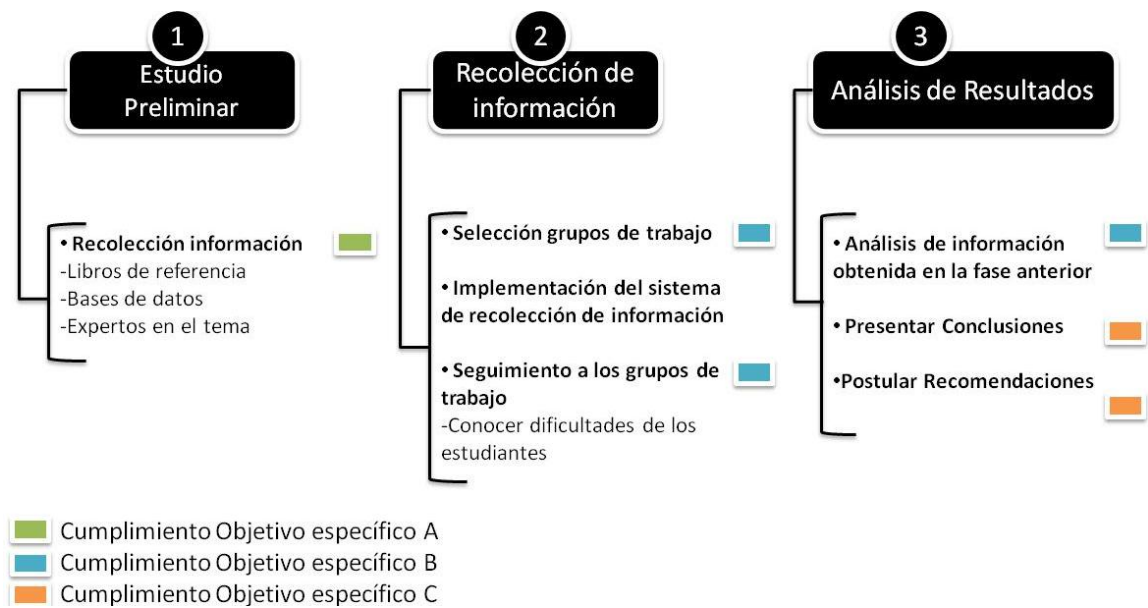 1
Estudio
Preliminar
• Recolección información
-Libros de referencia
-Bases de datos
-Expertos en el tema
2
Recolección de
información
• Selección grupos de trabajo
• Implementación del sistema
de recolección de información
• Seguimiento a los grupos de
trabajo
-Conocer dificultades de los
estudiantes
3
Análisis de Resultados
• Análisis de información
obtenida en la fase anterior
• Presentar Conclusiones
•Postular Recomendaciones
Cumplimiento Objetivo específico A
Cumplimiento Objetivo específico B
Cumplimiento Objetivo específico C